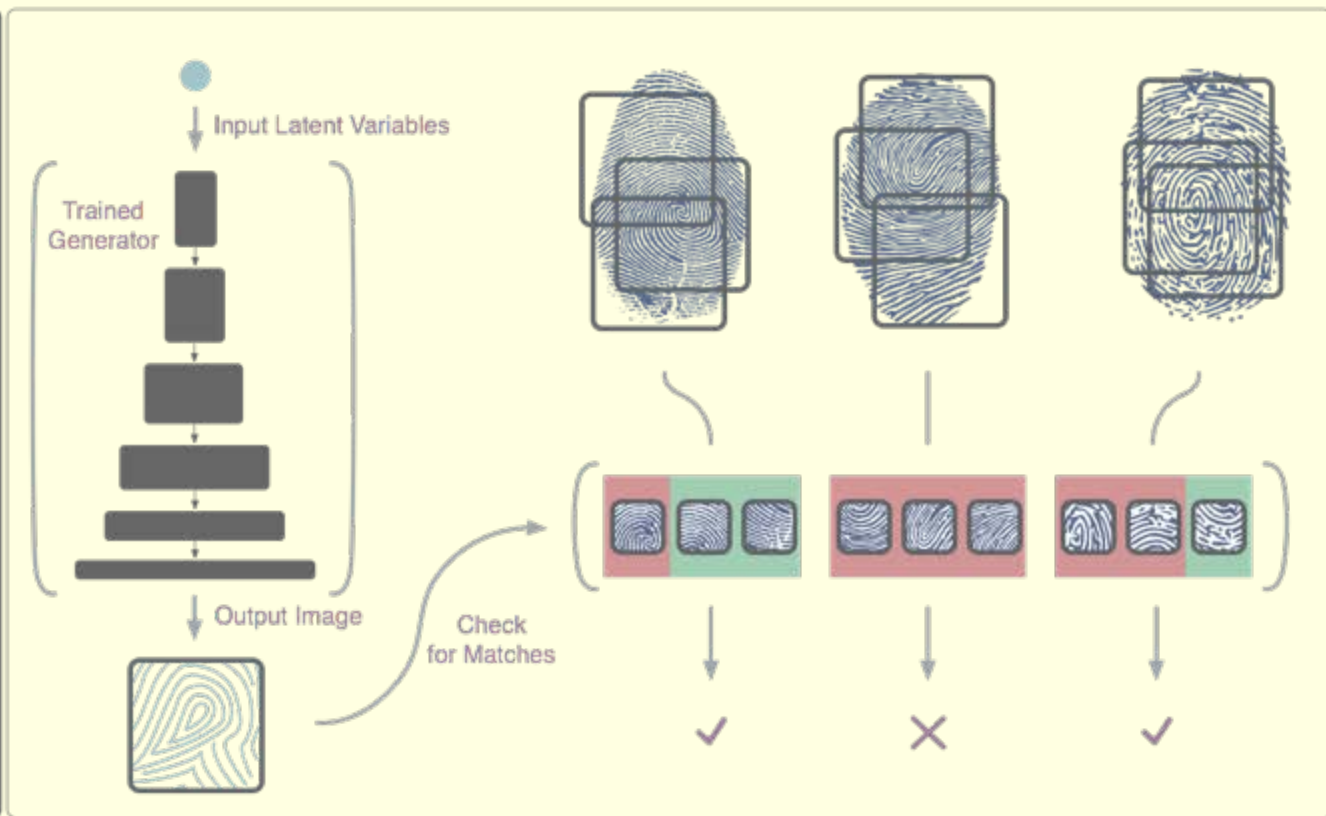 Input Latent Variables
Trained
Generator
Output Image
Check
for Matches